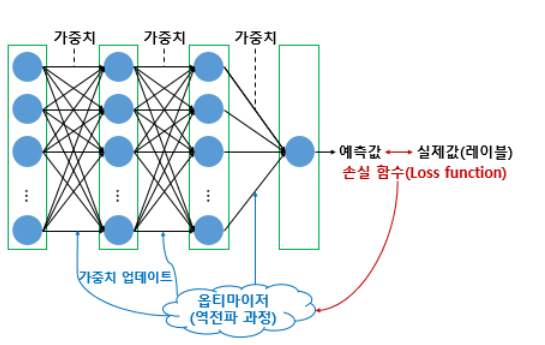 가중치 가중치 가중치
예측값 실제값(레이블)
손실 함수(Loss function)
가중치 업데이트
옵티마이저
(역전파 과정)